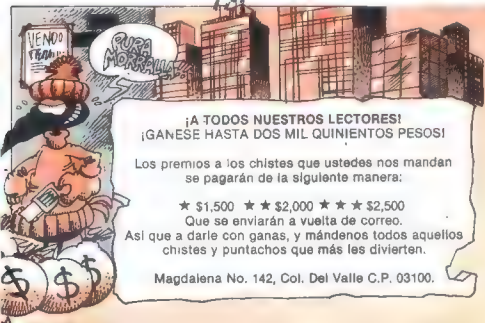 VENDO
¡PURA
MORRALLA!
¡A TODOS NUESTROS LECTORES!
¡GANESE HASTA DOS MIL QUINIENTOS PESOS!
Los premios a los chistes que ustedes nos mandan
se pagarán de la siguiente manera:
★ $1,500 ★ ★ $2,000 ★ ★ ★ $2,500
Que se enviarán a vuelta de correo.
Así que a darle con ganas, y mándenos todos aquellos
chistes y puntachos que más les divierten.
Magdalena No. 142, Col. Del Valle C.P. 03100.
$ $